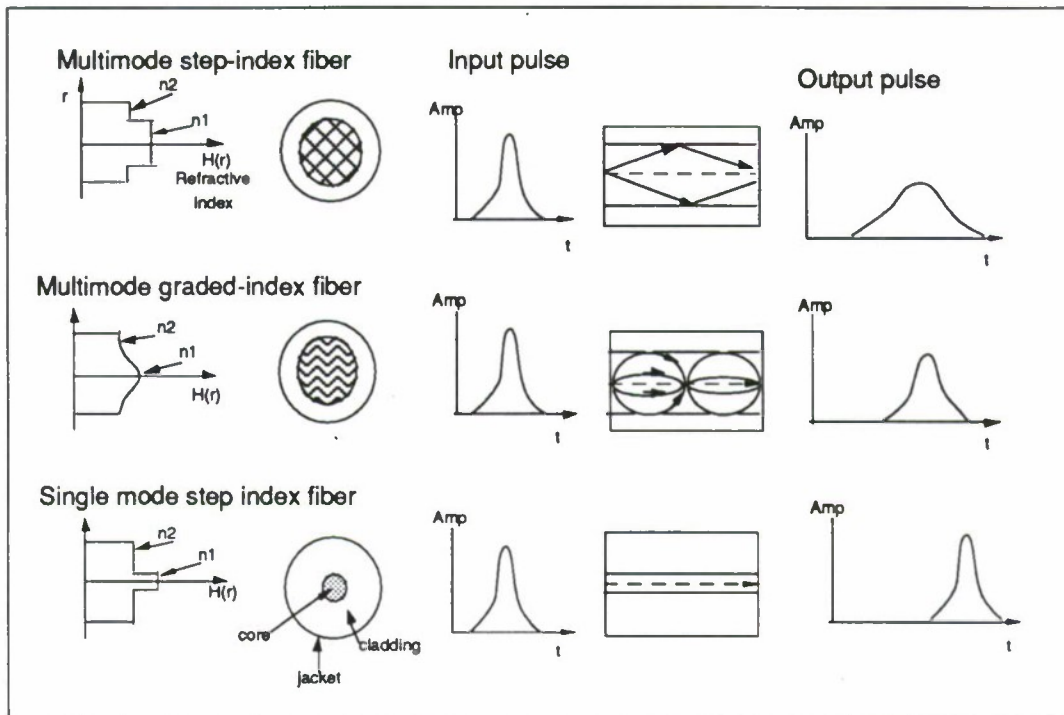 Multimode step-index fiber
Input pulse
Output pulse
n2
r
n1
H(r)
Refractive
Index
Amp
t
Amp
t
Multimode graded-index fiber
n2
n1
H(r)
Amp
t
Amp
t
Single mode step index fiber
n2
n1
H(r)
core
cladding
jacket
Amp
t
Amp
t